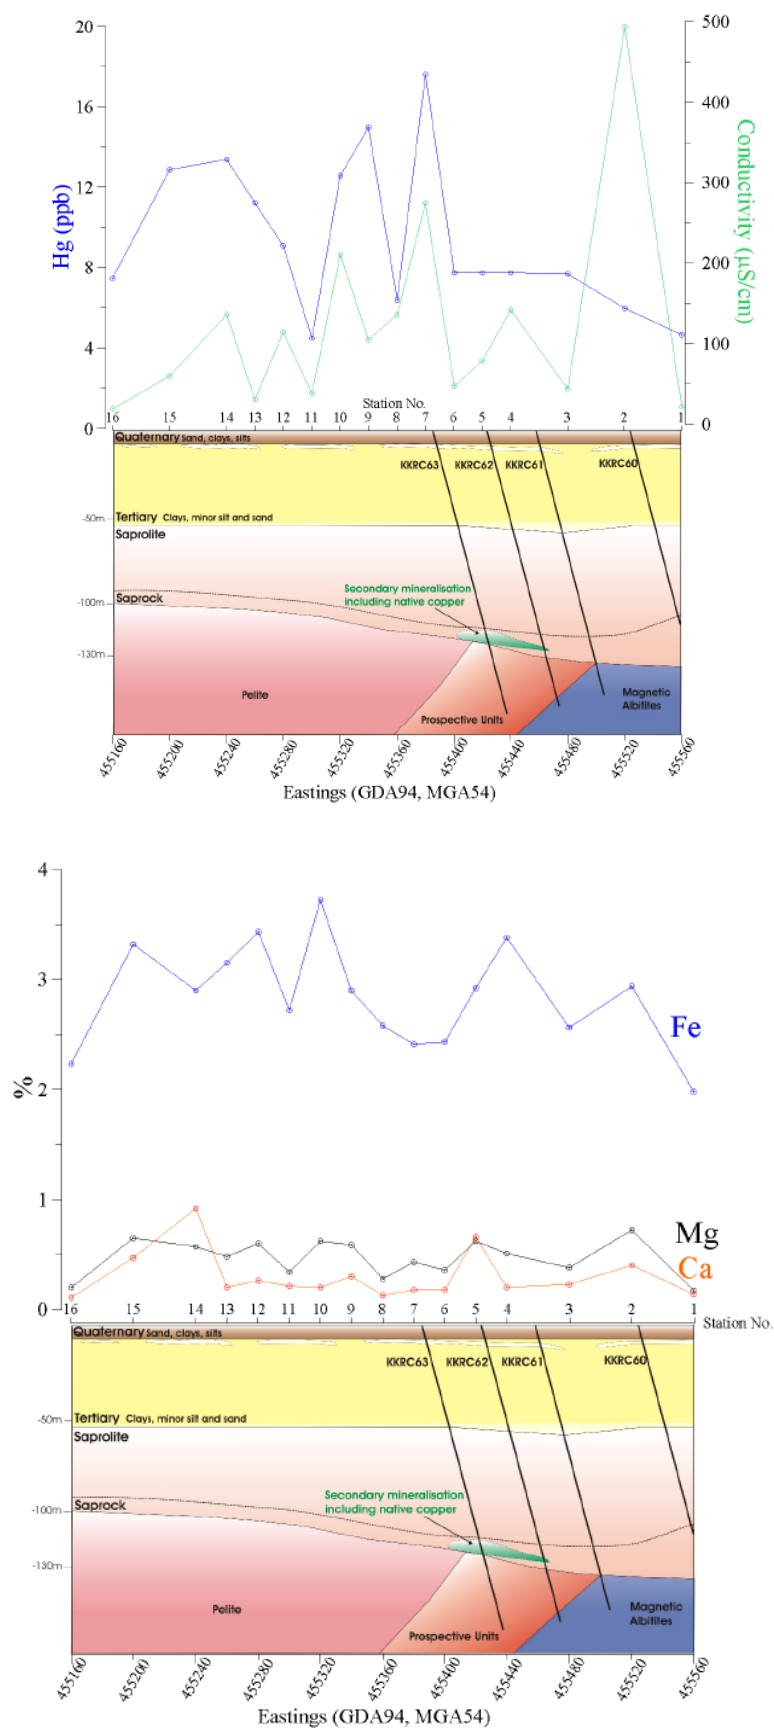 20
16
12
8
4
0
Hg (ppb)
500
400
300
200
100
0
Conductivity (µS/cm)
Station No.
16 15 14 13 12 11 10 9 8 7 6 5 4 3 2 1
Quaternary Sand, clays, silts
KKRC63 KKRC62 KKRC61 KKRC60
-50m
Tertiary Clays, minor silt and sand
Saprolite
Secondary mineralisation
including native copper
Saprock
-100m
-130m
Pelite
Prospective Units
Magnetic
Albitites
455160 455200 455240 455280 455320 455360 455400 455440 455480 455520 455560
Eastings (GDA94, MGA54)
4
3
2
1
0
%
Fe
Mg
Ca
16 15 14 13 12 11 10 9 8 7 6 5 4 3 2 1
Station No.
Quaternary Sand, clays, silts
KKRC63 KKRC62 KKRC61 KKRC60
-50m
Tertiary Clays, minor silt and sand
Saprolite
Secondary mineralisation
including native copper
Saprock
-100m
-130m
Pelite
Prospective Units
Magnetic
Albitites
455160 455200 455240 455280 455320 455360 455400 455440 455480 455520 455560
Eastings (GDA94, MGA54)